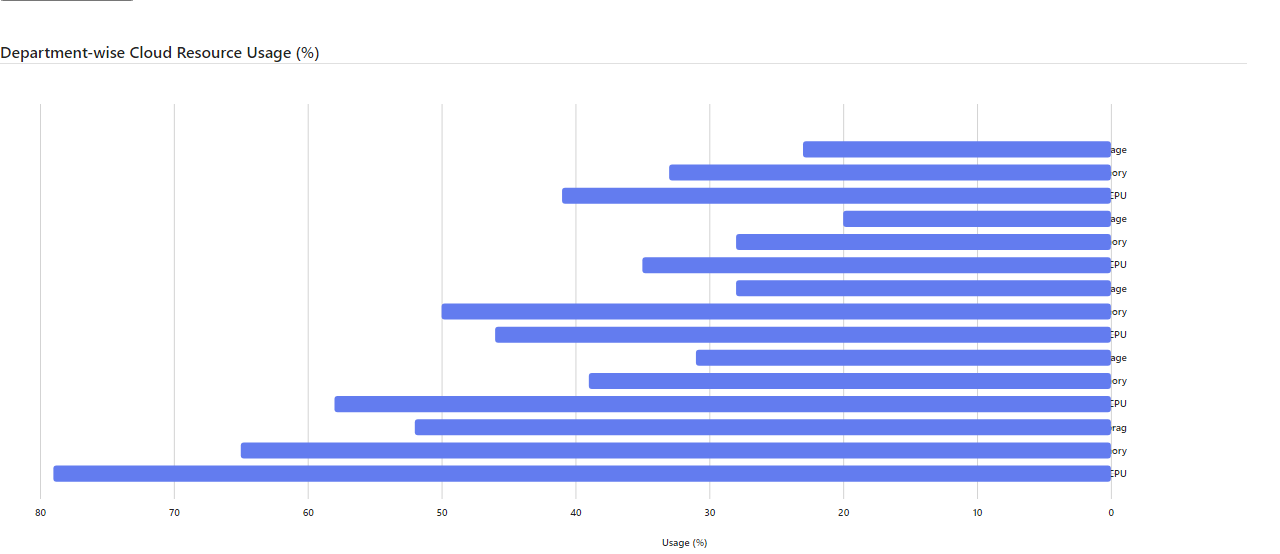 Department-wise Cloud Resource Usage (%)
age
ory
CPU
age
ory
CPU
age
ory
CPU
age
ory
CPU
rag
ory
CPU
80 70 60 50 40 30 20 10 0
Usage (%)